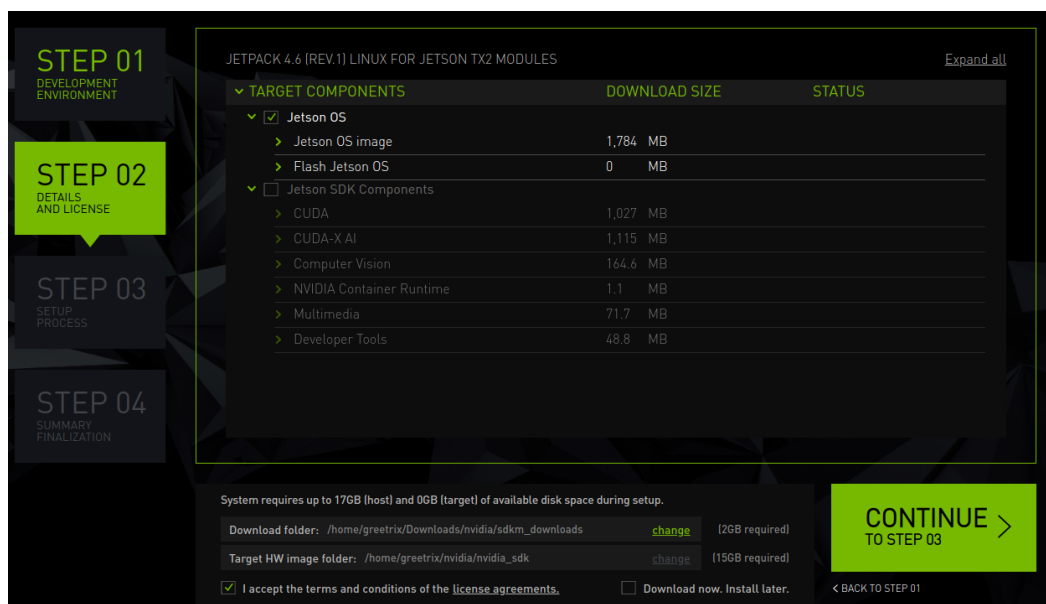 STEP 01
DEVELOPMENT
ENVIRONMENT
STEP 02
DETAILS
AND LICENSE
STEP 03
SETUP
PROCESS
STEP 04
SUMMARY
FINALIZATION
JETPACK 4.6 (REV.1) LINUX FOR JETSON TX2 MODULES Expand all
TARGET COMPONENTS DOWNLOAD SIZE STATUS
Jetson OS
Jetson OS image 1,784 MB
Flash Jetson OS 0 MB
Jetson SDK Components
CUDA 1,027 MB
CUDA-X AI 1,115 MB
Computer Vision 164.6 MB
NVIDIA Container Runtime 1.1 MB
Multimedia 71.7 MB
Developer Tools 48.8 MB
System requires up to 17GB (host) and 0GB (target) of available disk space during setup.
Download folder: /home/greetrix/Downloads/nvidia/sdkm_downloads change (2GB required)
Target HW image folder: /home/greetrix/nvidia/nvidia_sdk change (15GB required)
I accept the terms and conditions of the license agreements. Download now. Install later.
CONTINUE
TO STEP 03
< BACK TO STEP 01